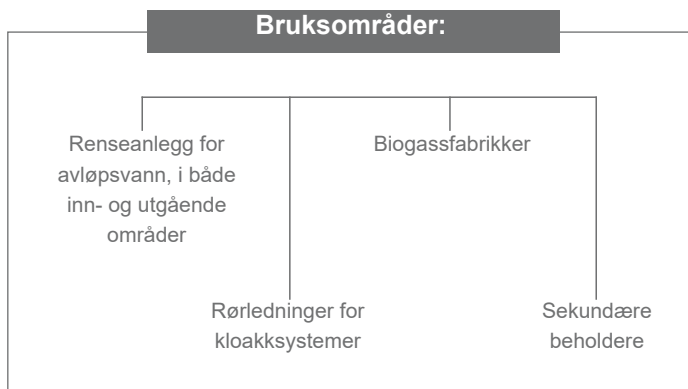 Bruksområder:
Renseanlegg for
avløpsvann, i både
inn- og utgående
områder
Rørledninger for
kloakksystemer
Biogassfabrikker
Sekundære
beholdere